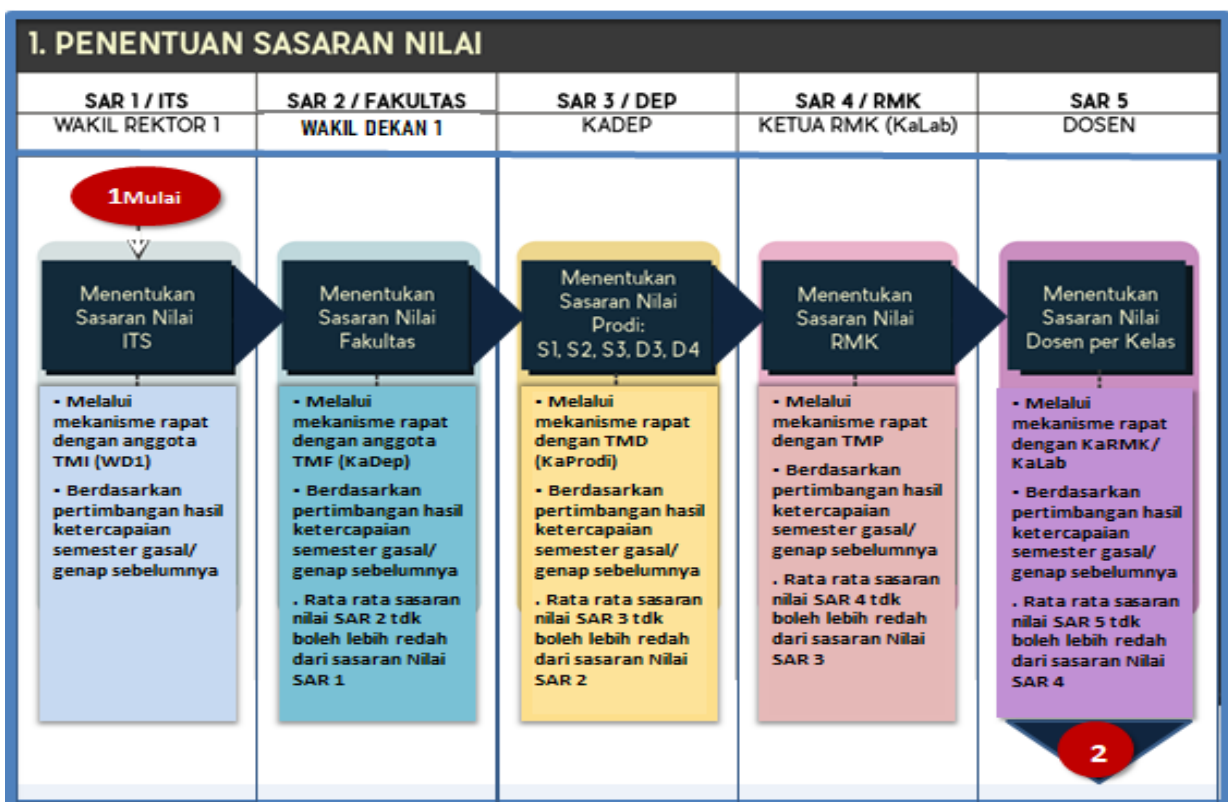 1. PENENTUAN SASARAN NILAI
SAR 1 / ITS
WAKIL REKTOR 1
SAR 2 / FAKULTAS
WAKIL DEKAN 1
SAR 3 / DEP
KADEP
SAR 4 / RMK
KETUA RMK (KaLab)
SAR 5
DOSEN
1Mulai
Menentukan
Sasaran Nilai
ITS
- Melalui
mekanisme rapat
dengan anggota
TMI (WD1)
- Berdasarkan
pertimbangan hasil
ketercapaian
semester gasal/
genap sebelumnya
Menentukan
Sasaran Nilai
Fakultas
- Melalui
mekanisme rapat
dengan anggota
TMF (KaDep)
- Berdasarkan
pertimbangan hasil
ketercapaian
semester gasal/
genap sebelumnya
. Rata rata sasaran
nilai SAR 2 tdk
boleh lebih redah
dari sasaran Nilai
SAR 1
Menentukan
Sasaran Nilai
Prodi:
S1, S2, S3, D3, D4
- Melalui
mekanisme rapat
dengan TMD
(KaProdi)
- Berdasarkan
pertimbangan hasil
ketercapaian
semester gasal/
genap sebelumnya
. Rata rata sasaran
nilai SAR 3 tdk
boleh lebih redah
dari sasaran Nilai
SAR 2
Menentukan
Sasaran Nilai
RMK
- Melalui
mekanisme rapat
dengan TMP
- Berdasarkan
pertimbangan hasil
ketercapaian
semester gasal/
genap sebelumnya
. Rata rata sasaran
nilai SAR 4 tdk
boleh lebih redah
dari sasaran Nilai
SAR 3
Menentukan
Sasaran Nilai
Dosen per Kelas
- Melalui
mekanisme rapat
dengan KaRMK/
KaLab
- Berdasarkan
pertimbangan hasil
ketercapaian
semester gasal/
genap sebelumnya
. Rata rata sasaran
nilai SAR 5 tdk
boleh lebih redah
dari sasaran Nilai
SAR 4
2